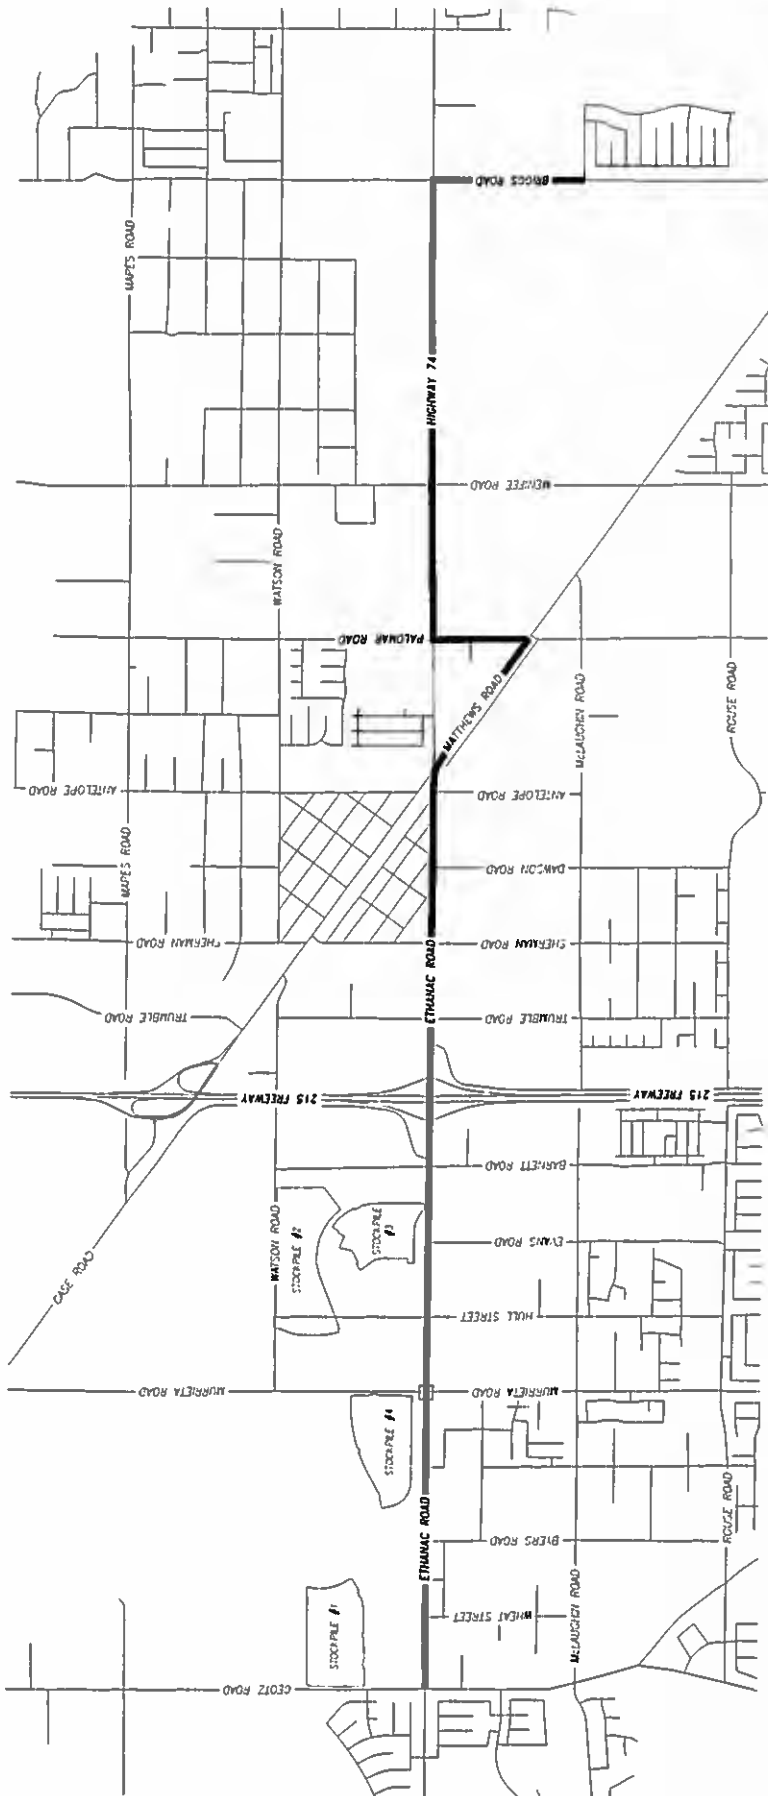 BRIGGS ROAD
MAPES ROAD
HIGHWAY 74
MENIFEE ROAD
WATSON ROAD
PALOMAR ROAD
MATTHEWS ROAD
McLAUGHLIN ROAD
ROUSE ROAD
ANTELOPE ROAD
ANTELOPE ROAD
MAPES ROAD
DAWSON ROAD
SHERMAN ROAD
SHERMAN ROAD
ETHANAC ROAD
TRUMBLE ROAD
TRUMBLE ROAD
215 FREEWAY
215 FREEWAY
BARNETT ROAD
CASE ROAD
WATSON ROAD
STOCKPILE #2
STOCKPILE
#3
EVANS ROAD
HULL STREET
MURRIETA ROAD
MURRIETA ROAD
STOCKPILE #4
ETHANAC ROAD
ROUSE ROAD
BYERS ROAD
STOCKPILE #1
WHEAT STREET
McLAUGHLIN ROAD
GEOTZ ROAD